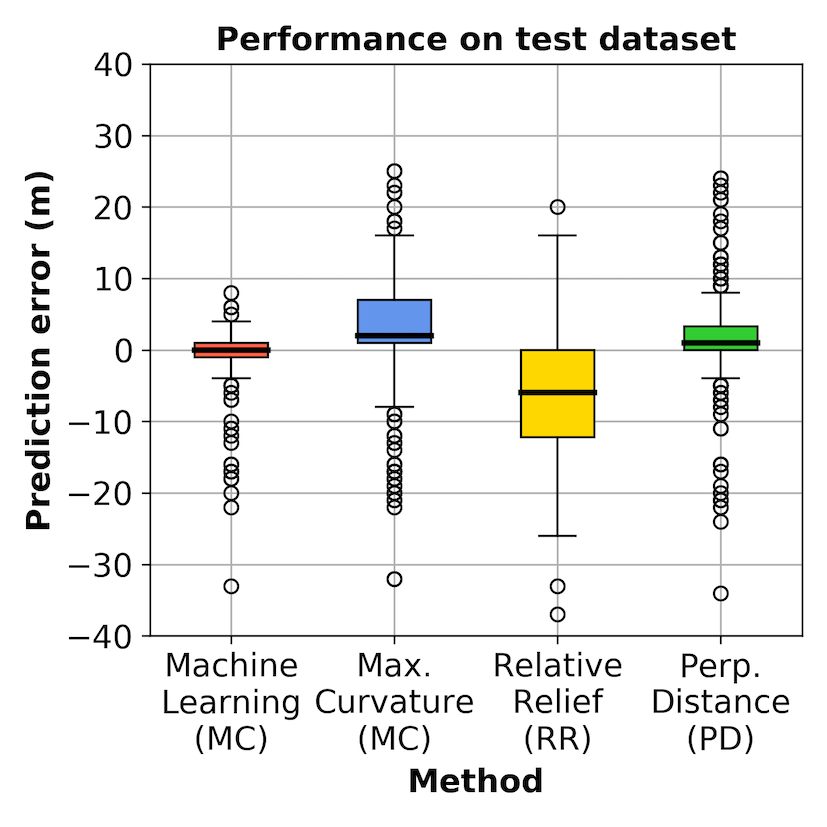 Performance on test dataset
Prediction error (m)
40
30
20
10
0
−10
−20
−30
−40
Machine Learning (MC)
Max. Curvature (MC)
Relative Relief (RR)
Perp. Distance (PD)
Method